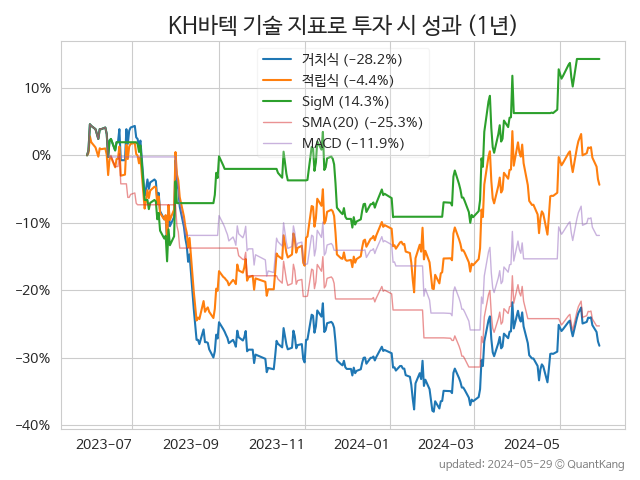 KH바텍 기술 지표로 투자 시 성과 (1년)
거치식 (−28.2%)
적립식 (−4.4%)
SigM (14.3%)
SMA(20) (−25.3%)
MACD (−11.9%)
10%
0%
−10%
−20%
−30%
−40%
2023-07 2023-09 2023-11 2024-01 2024-03 2024-05
updated: 2024-05-29 © QuantKang